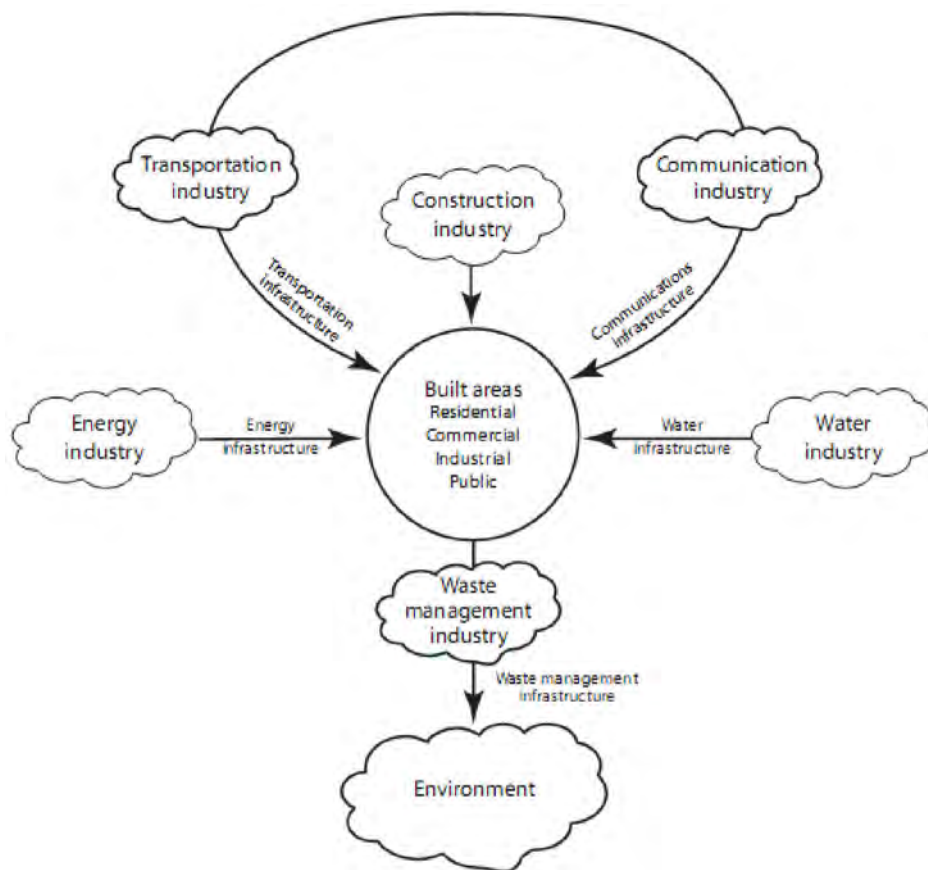 Transportation
industry
Communication
industry
Construction
industry
Transportation
infrastructure
Communications
infrastructure
Built areas
Residential
Commercial
Industrial
Public
Energy
industry
Energy
infrastructure
Water
infrastructure
Water
industry
Waste
management
industry
Waste management
infrastructure
Environment